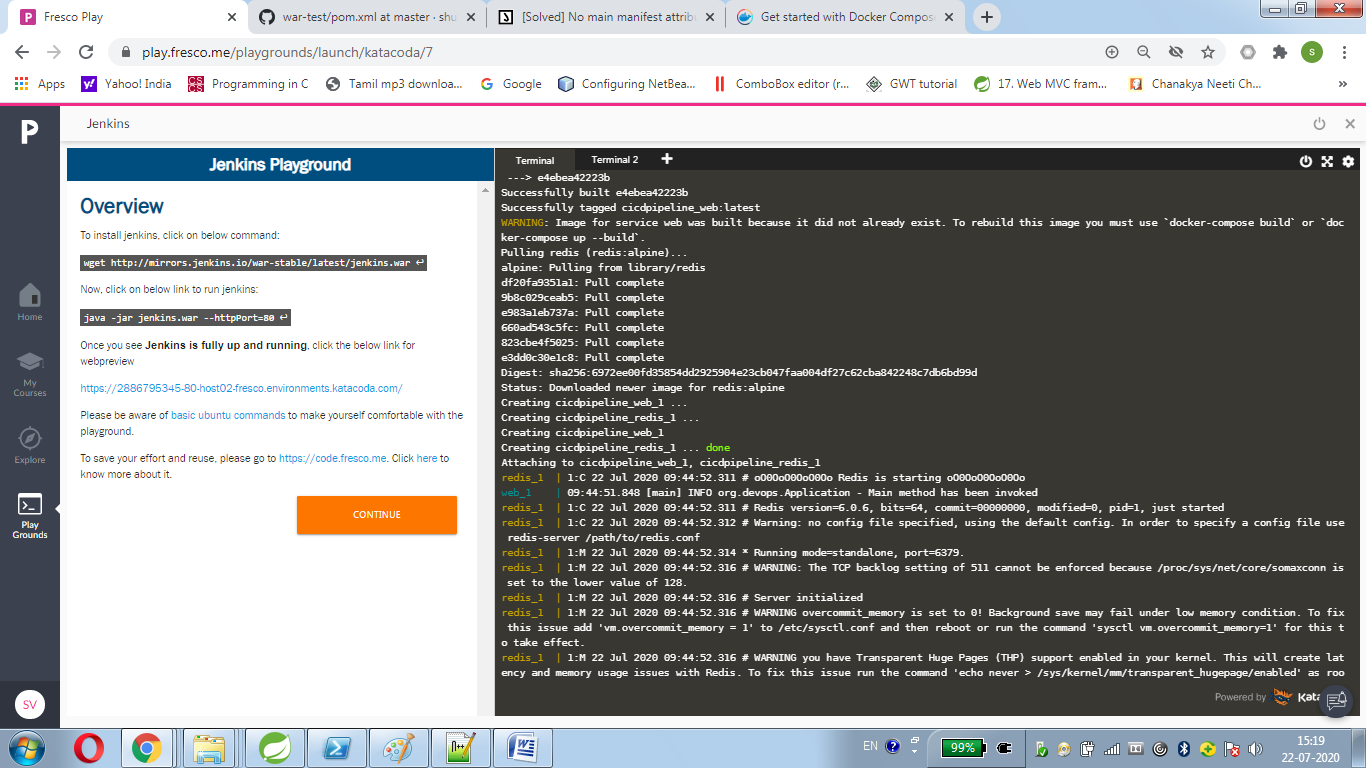 Fresco Play
war-test/pom.xml at master · shu
[Solved] No main manifest attrib
Get started with Docker Compose
play.fresco.me/playgrounds/launch/katacoda/7
S
Apps
Yahoo! India
Programming in C
Tamil mp3 downloa...
Google
Configuring NetBea...
ComboBox editor (r...
GWT tutorial
17. Web MVC fram...
Chanakya Neeti Ch...
»
Jenkins
Home
My
Courses
Explore
Play
Grounds
SV
Jenkins Playground
Overview
To install jenkins, click on below command:
wget http://mirrors.jenkins.io/war-stable/latest/jenkins.war ↩
Now, click on below link to run jenkins:
java -jar jenkins.war --httpPort=80 ↩
Once you see Jenkins is fully up and running, click the below link for
webpreview
https://2886795345-80-host02-fresco.environments.katacoda.com/
Please be aware of basic ubuntu commands to make yourself comfortable with the
playground.
To save your effort and reuse, please go to https://code.fresco.me. Click here to
know more about it.
CONTINUE
Terminal
Terminal 2
---> e4ebea42223b
Successfully built e4ebea42223b
Successfully tagged cicdpipeline_web:latest
WARNING: Image for service web was built because it did not already exist. To rebuild this image you must use `docker-compose build` or `doc
ker-compose up --build`.
Pulling redis (redis:alpine)...
alpine: Pulling from library/redis
df20fa9351a1: Pull complete
9b8c029ceab5: Pull complete
e983a1eb737a: Pull complete
660ad543c5fc: Pull complete
823cbe4f5025: Pull complete
e3dd0c30e1c8: Pull complete
Digest: sha256:6972ee00fd35854dd2925904e23cb047faa004df27c62cba842248c7db6bd99d
Status: Downloaded newer image for redis:alpine
Creating cicdpipeline_web_1 ...
Creating cicdpipeline_redis_1 ...
Creating cicdpipeline_web_1
Creating cicdpipeline_redis_1 ... done
Attaching to cicdpipeline_web_1, cicdpipeline_redis_1
redis_1 | 1:C 22 Jul 2020 09:44:52.311 # oO0OoO0OoO0Oo Redis is starting oO0OoO0OoO0Oo
web_1 | 09:44:51.848 [main] INFO org.devops.Application - Main method has been invoked
redis_1 | 1:C 22 Jul 2020 09:44:52.311 # Redis version=6.0.6, bits=64, commit=00000000, modified=0, pid=1, just started
redis_1 | 1:C 22 Jul 2020 09:44:52.312 # Warning: no config file specified, using the default config. In order to specify a config file use
redis-server /path/to/redis.conf
redis_1 | 1:M 22 Jul 2020 09:44:52.314 * Running mode=standalone, port=6379.
redis_1 | 1:M 22 Jul 2020 09:44:52.316 # WARNING: The TCP backlog setting of 511 cannot be enforced because /proc/sys/net/core/somaxconn is
set to the lower value of 128.
redis_1 | 1:M 22 Jul 2020 09:44:52.316 # Server initialized
redis_1 | 1:M 22 Jul 2020 09:44:52.316 # WARNING overcommit_memory is set to 0! Background save may fail under low memory condition. To fix
this issue add 'vm.overcommit_memory = 1' to /etc/sysctl.conf and then reboot or run the command 'sysctl vm.overcommit_memory=1' for this t
o take effect.
redis_1 | 1:M 22 Jul 2020 09:44:52.316 # WARNING you have Transparent Huge Pages (THP) support enabled in your kernel. This will create lat
ency and memory usage issues with Redis. To fix this issue run the command 'echo never > /sys/kernel/mm/transparent_hugepage/enabled' as roo
Powered by
EN
99%
15:19
22-07-2020